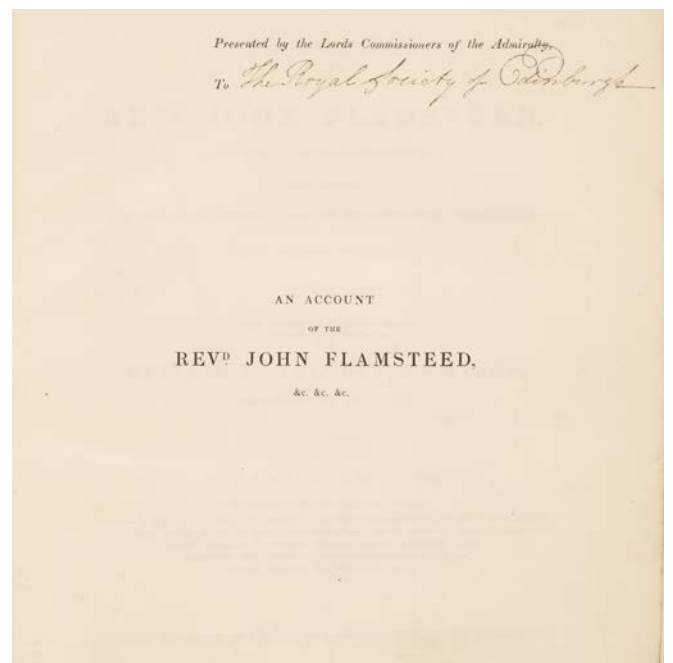 Presented by the Lords Commissioners of the Admiralty,
To The Royal Society of Edinburgh
AN ACCOUNT
OF THE
REVD. JOHN FLAMSTEED,
&c. &c. &c.